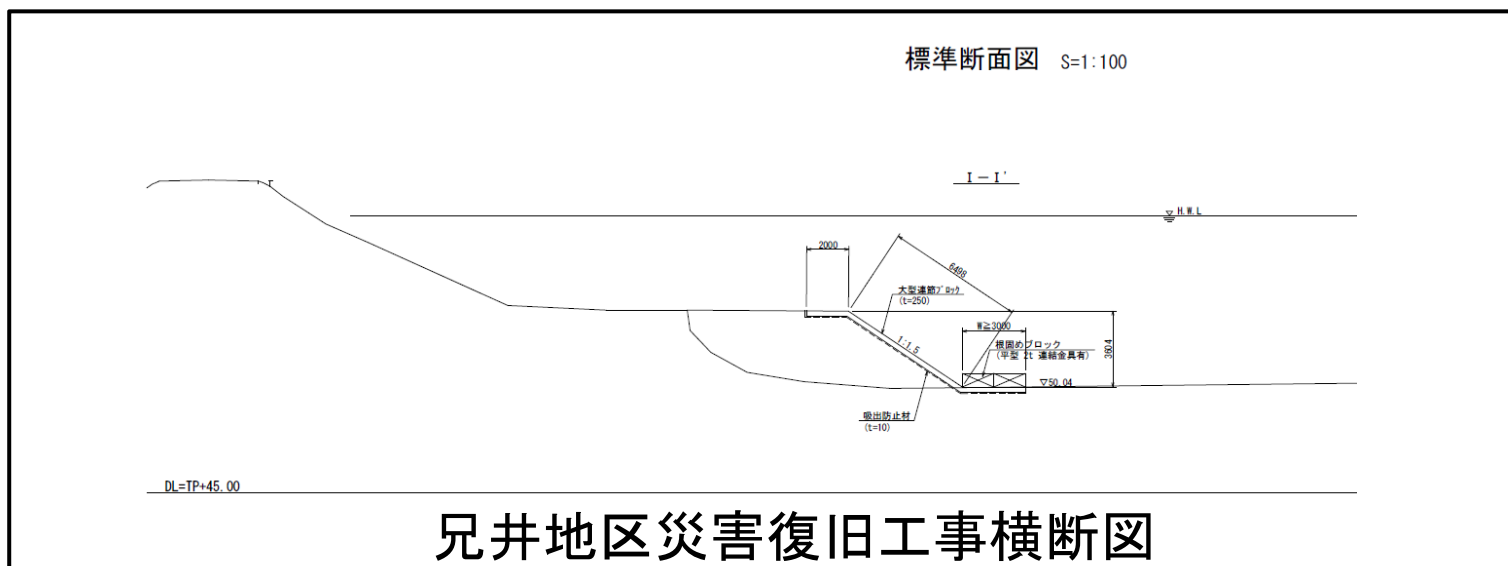 標準断面図 S=1:100
I-I'
H.W.L
2000
6498
大型連節ブロック
(t=250)
1:1.5
W≧3000
根固めブロック
(平型 2t 連結金具有)
3604
▽50.04
吸出防止材
(t=10)
DL=TP+45.00
兄井地区災害復旧工事横断図